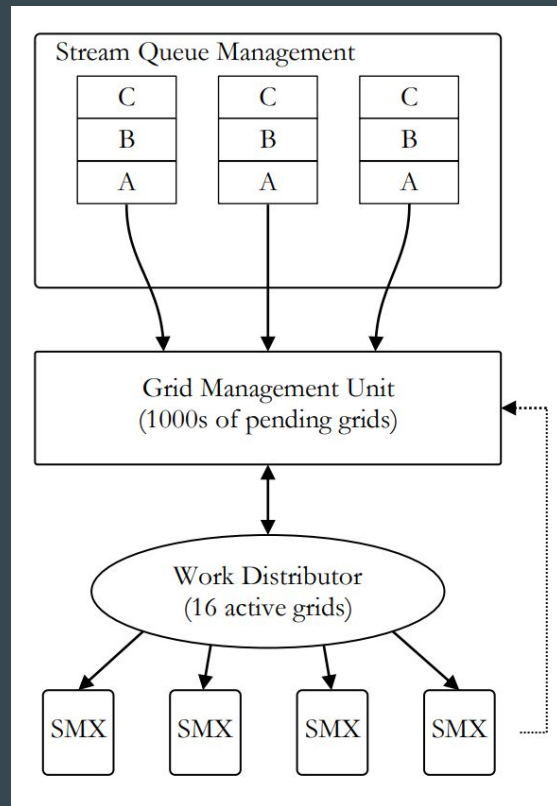 Stream Queue Management
C C C
B B B
A A A
Grid Management Unit
(1000s of pending grids)
Work Distributor
(16 active grids)
SMX SMX SMX SMX